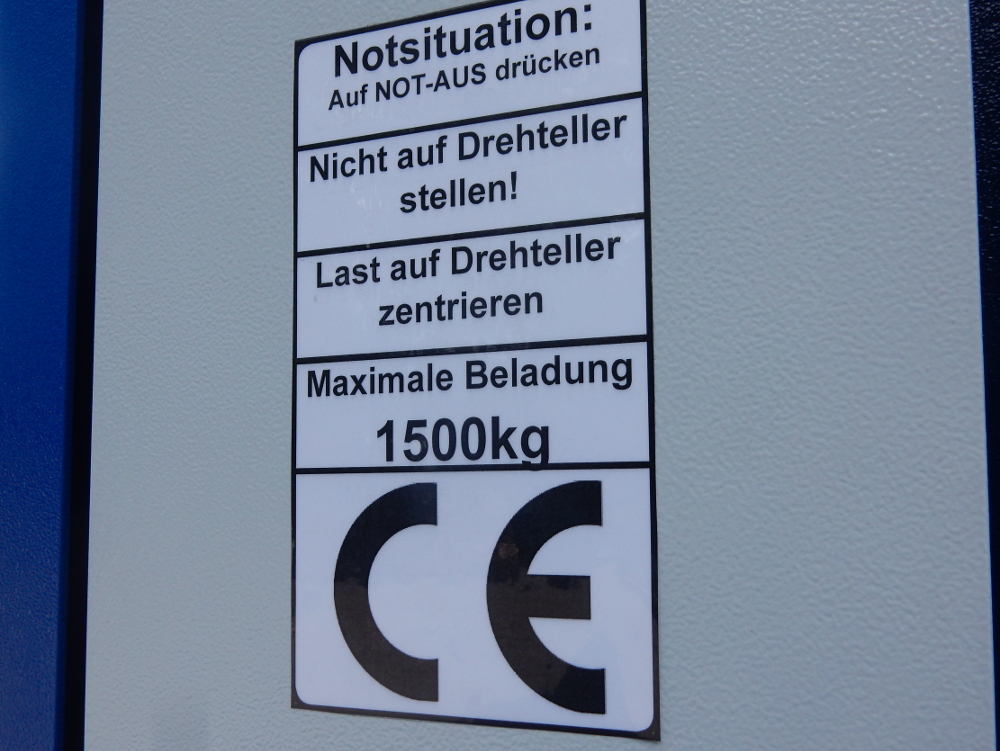 Notsituation:
Auf NOT-AUS drücken
Nicht auf Drehteller
stellen!
Last auf Drehteller
zentrieren
Maximale Beladung
1500kg
CE